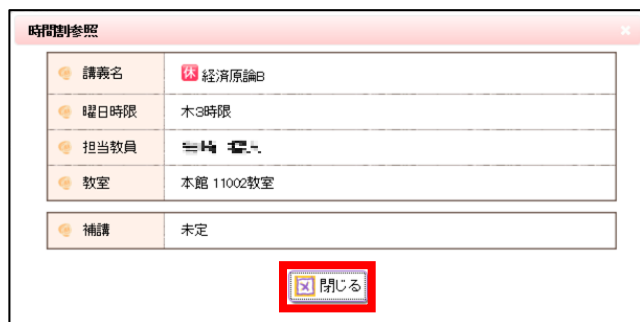 時間割参照
講義名 休 経済原論B
曜日時限 木3時限
担当教員
教室 本館 11002教室
補講 未定
閉じる